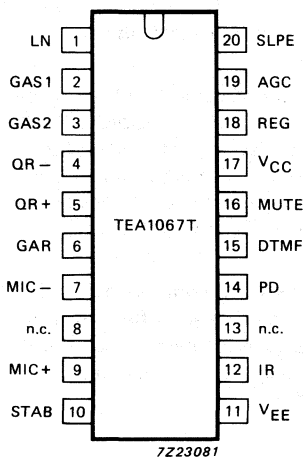 LN 1 20 SLPE
GAS1 2 19 AGC
GAS2 3 18 REG
QR− 4 17 VCC
QR+ 5 16 MUTE
TEA1067T
GAR 6 15 DTMF
MIC− 7 14 PD
n.c. 8 13 n.c.
MIC+ 9 12 IR
STAB 10 11 VEE
7Z23081